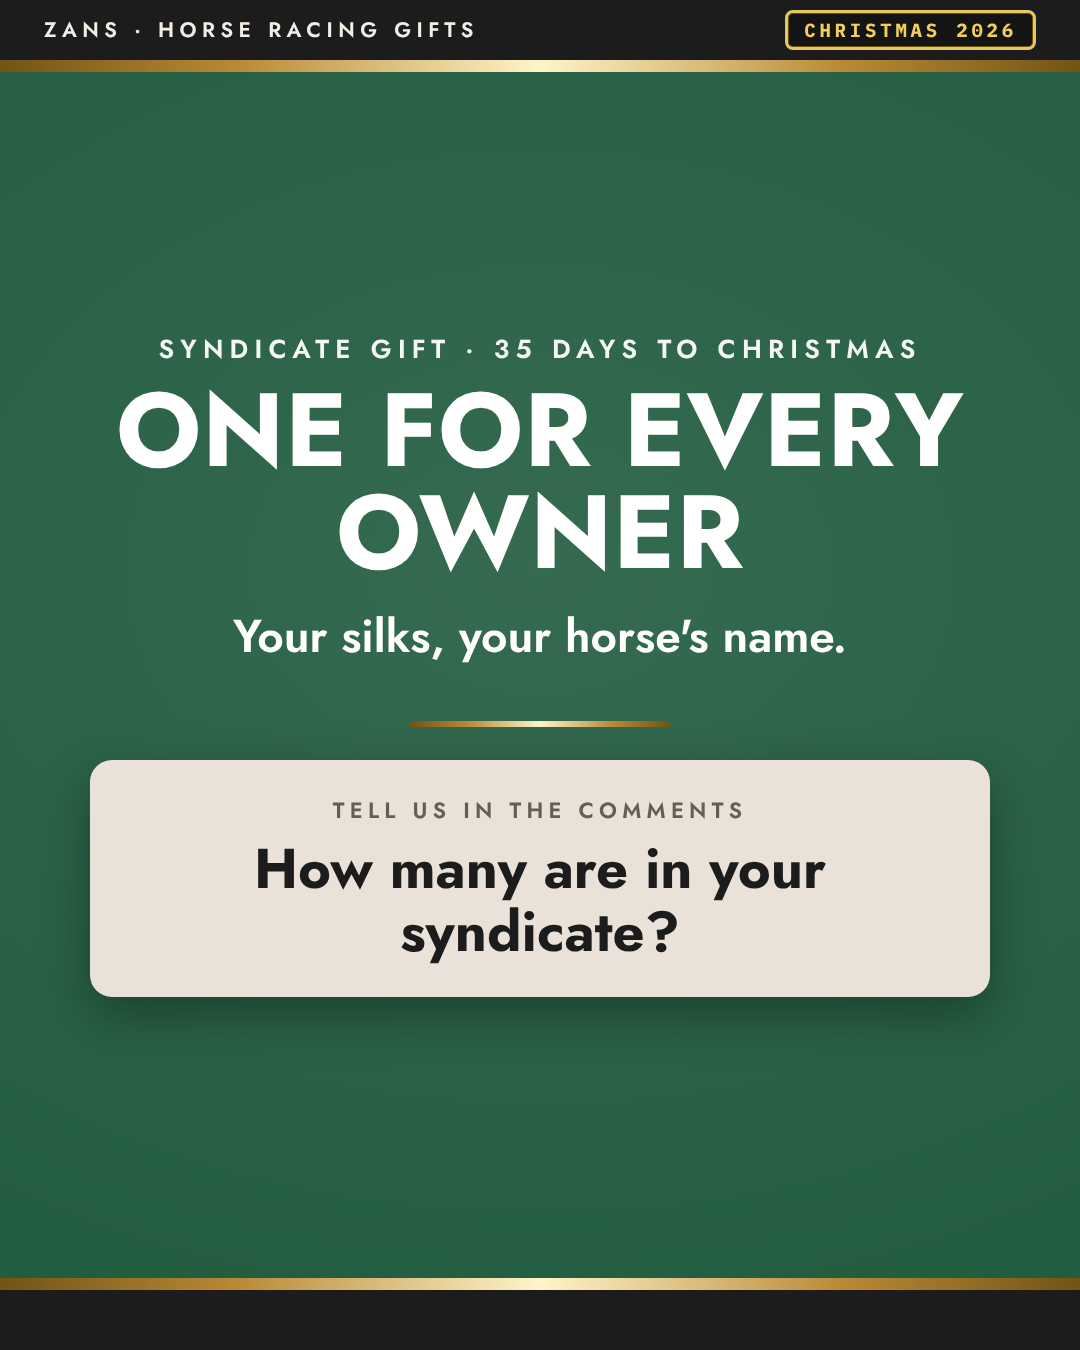 ZANS · HORSE RACING GIFTS
CHRISTMAS 2026
SYNDICATE GIFT · 35 DAYS TO CHRISTMAS
ONE FOR EVERY
OWNER
Your silks, your horse's name.
TELL US IN THE COMMENTS
How many are in your
syndicate?